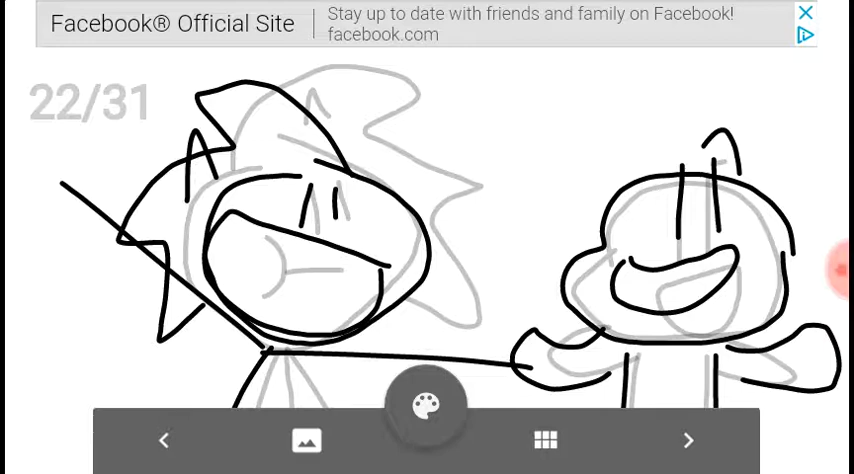 Facebook® Official Site
Stay up to date with friends and family on Facebook!
facebook.com
22/31